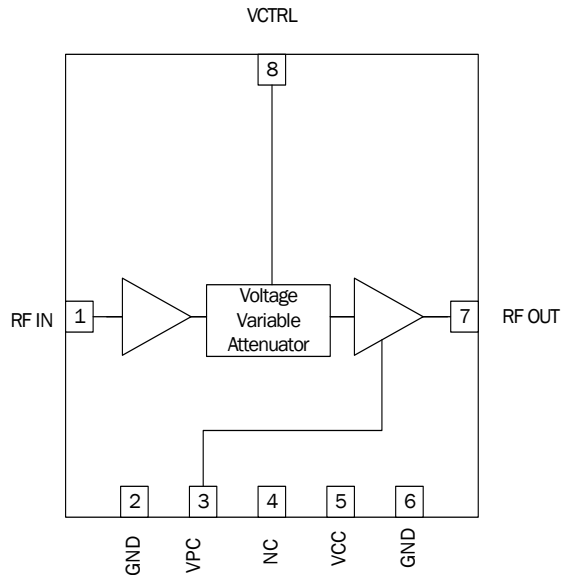 VCTRL
8
RF IN
1
Voltage
Variable
Attenuator
7
RF OUT
2
3
4
5
6
GND
VPC
NC
VCC
GND